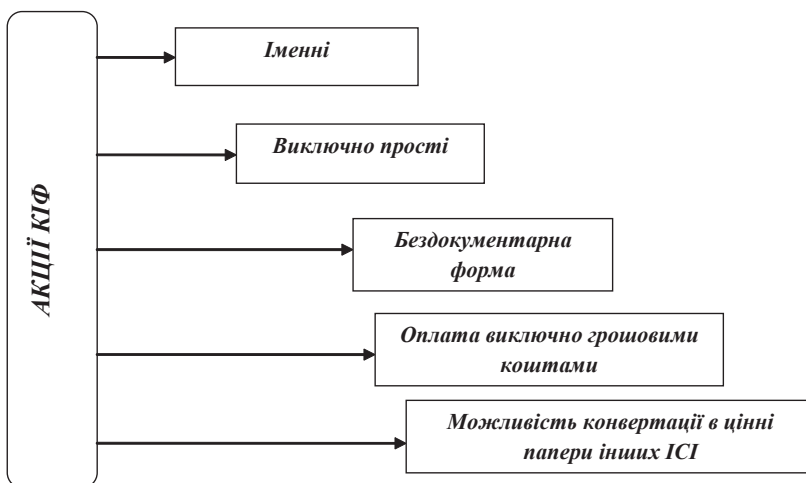 АКЦІЇ КІФ
Іменні
Виключно прості
Бездокументарна
форма
Оплата виключно грошовими
коштами
Можливість конвертації в цінні
папери інших ІСІ